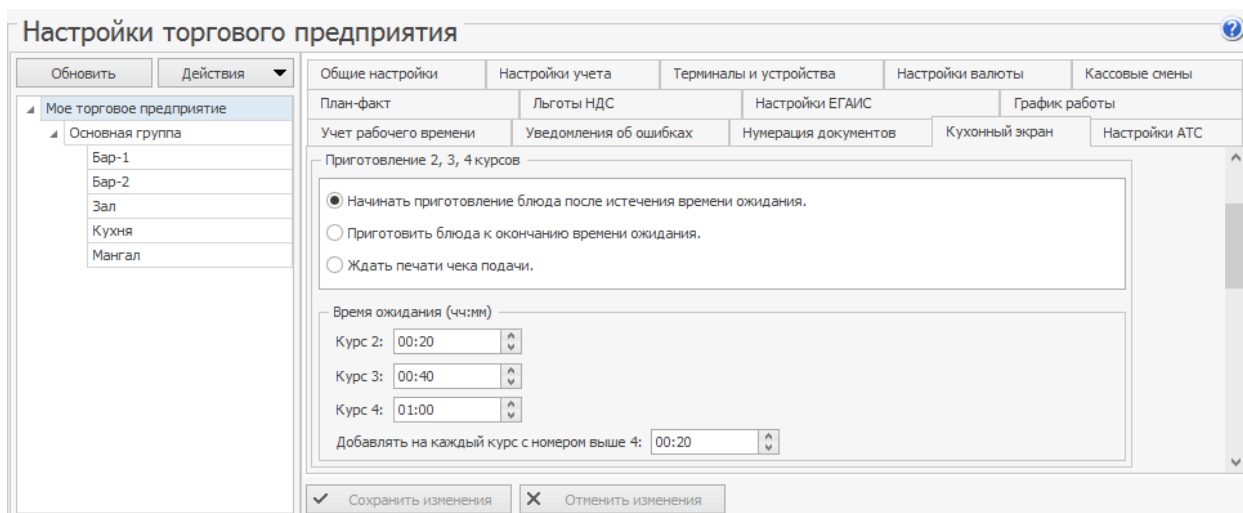 Настройки торгового предприятия
Обновить
Действия
Мое торговое предприятие
Основная группа
Бар-1
Бар-2
Зал
Кухня
Мангал
Общие настройки
Настройки учета
Терминалы и устройства
Настройки валюты
Кассовые смены
План-факт
Льготы НДС
Настройки ЕГАИС
График работы
Учет рабочего времени
Уведомления об ошибках
Нумерация документов
Кухонный экран
Настройки АТС
Приготовление 2, 3, 4 курсов
Начинать приготовление блюда после истечения времени ожидания.
Приготовить блюда к окончанию времени ожидания.
Ждать печати чека подачи.
Время ожидания (чч:мм)
Курс 2: 00:20
Курс 3: 00:40
Курс 4: 01:00
Добавлять на каждый курс с номером выше 4: 00:20
Сохранить изменения
Отменить изменения